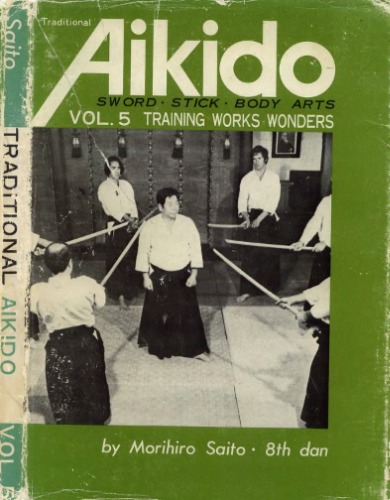 Saito
TRADITIONAL AIKIDO
VOL.
Traditional
Aikido
SWORD · STICK · BODY ARTS
VOL. 5 TRAINING WORKS WONDERS
by Morihiro Saito · 8th dan